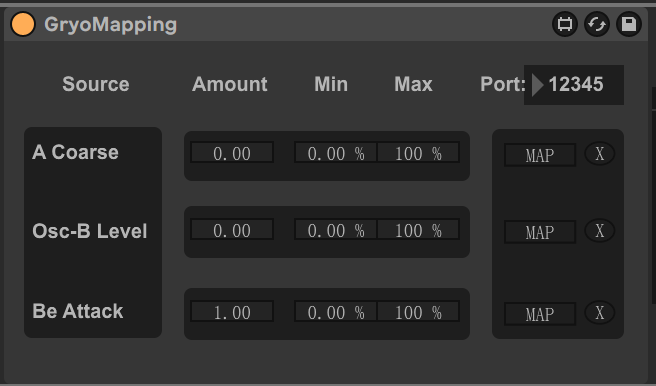 GryoMapping
Source Amount Min Max Port: 12345
A Coarse 0.00 0.00 % 100 % MAP X
Osc-B Level 0.00 0.00 % 100 % MAP X
Be Attack 1.00 0.00 % 100 % MAP X